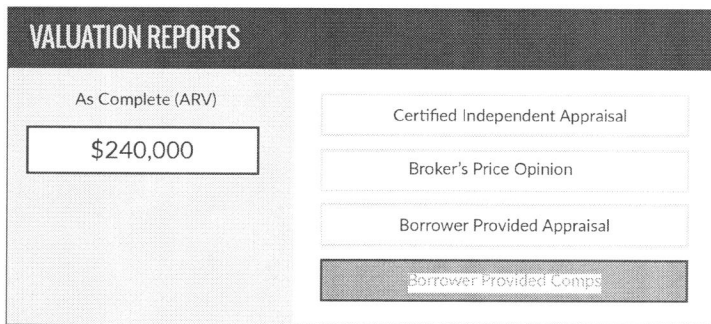 VALUATION REPORTS
As Complete (ARV)
$240,000
Certified Independent Appraisal
Broker's Price Opinion
Borrower Provided Appraisal
Borrower Provided Comps